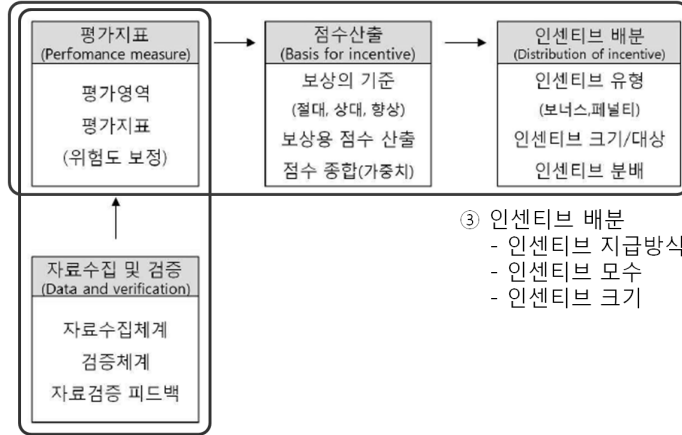 평가지표
(Perfomance measure)
평가영역
평가지표
(위험도 보정)
점수산출
(Basis for incentive)
보상의 기준
(절대, 상대, 향상)
보상용 점수 산출
점수 종합(가중치)
인센티브 배분
(Distribution of incentive)
인센티브 유형
(보너스,페널티)
인센티브 크기/대상
인센티브 분배
③ 인센티브 배분
- 인센티브 지급방식
- 인센티브 모수
- 인센티브 크기
자료수집 및 검증
(Data and verification)
자료수집체계
검증체계
자료검증 피드백